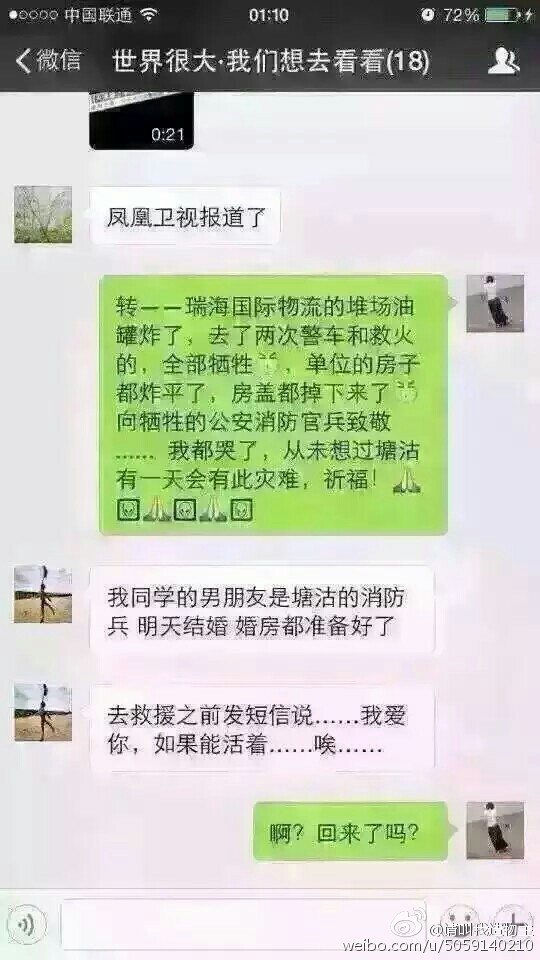 中国联通 01:10 72%
微信 世界很大·我们想去看看(18)
0:21
凤凰卫视报道了
转——瑞海国际物流的堆场油
罐炸了，去了两次警车和救火
的，全部牺牲，单位的房子
都炸平了，房盖都掉下来了
向牺牲的公安消防官兵致敬
…… 我都哭了，从未想过塘沽
有一天会有此灾难，祈福！🙏
🙏🙏
我同学的男朋友是塘沽的消防
兵 明天结婚 婚房都准备好了
去救援之前发短信说……我爱
你，如果能活着……唉……
啊？回来了吗？
weibo.com/u/5059140210